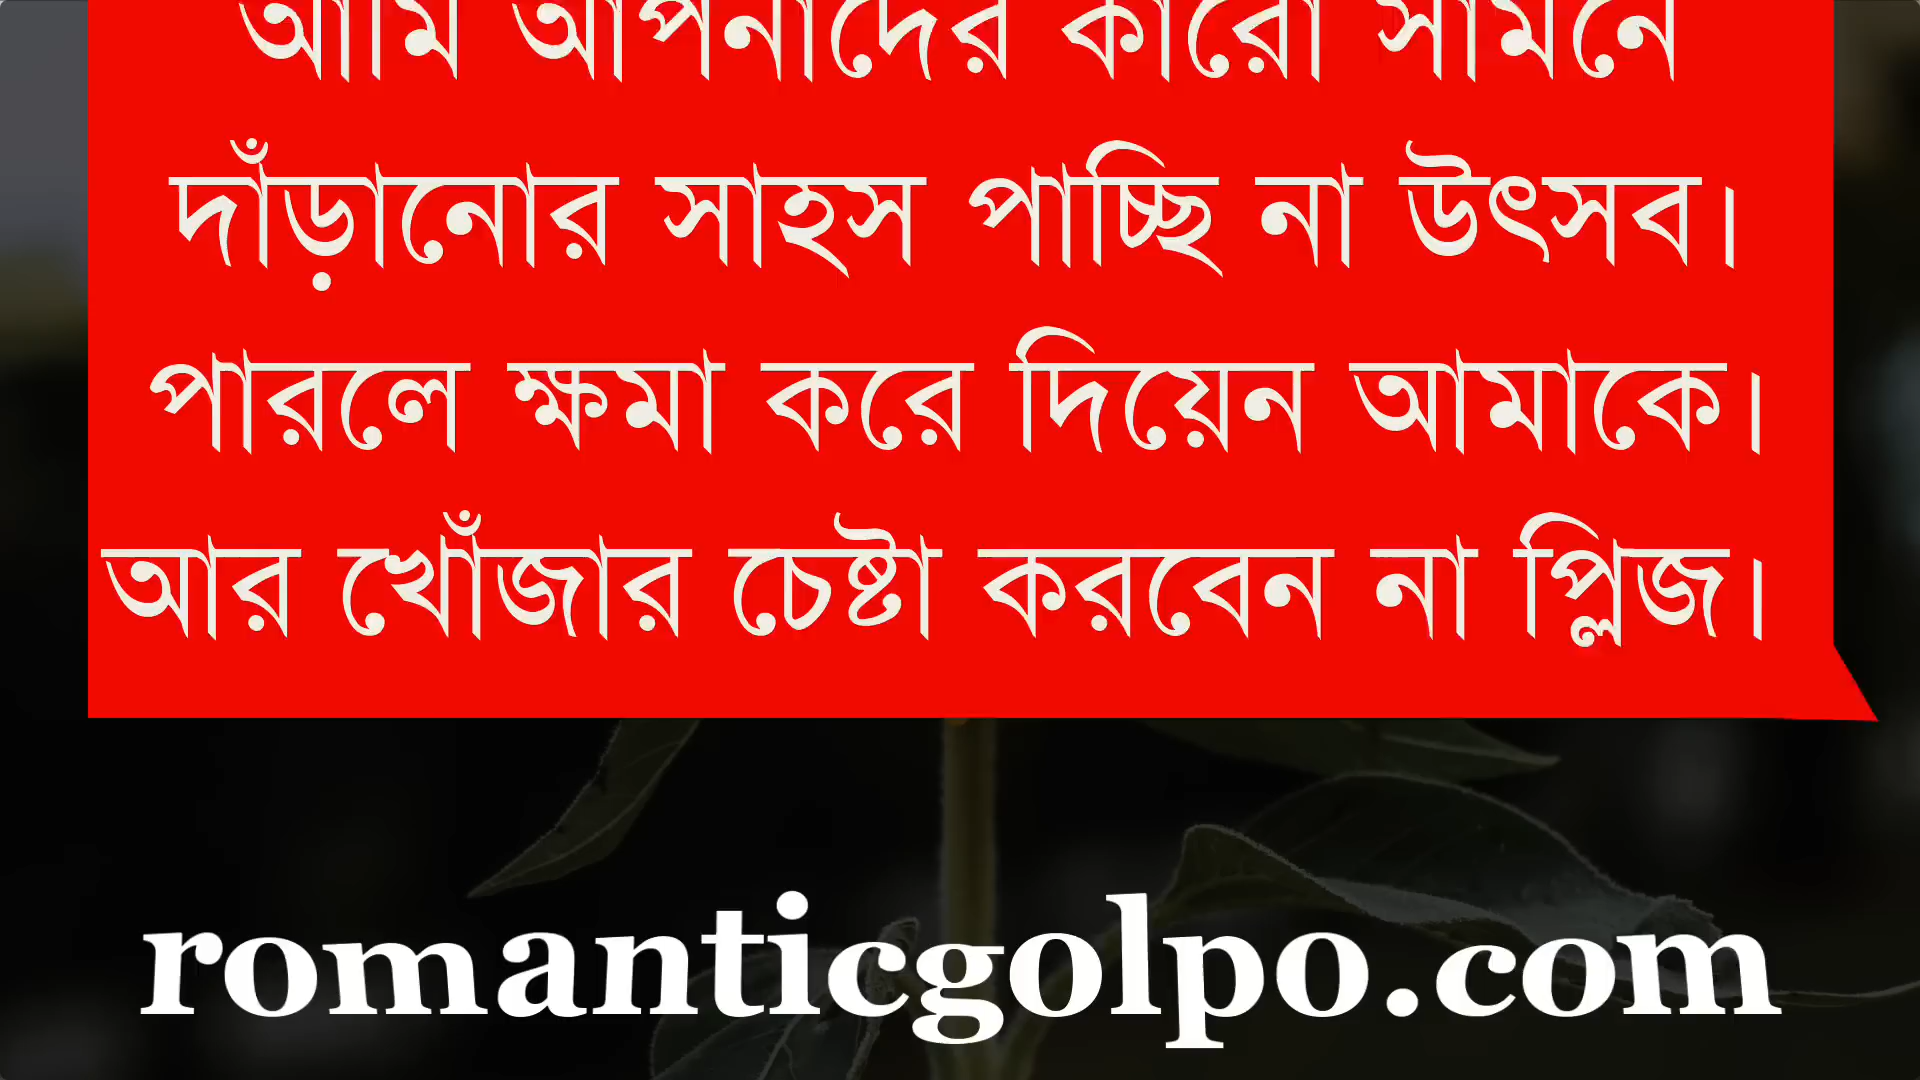 আমি আপনাদের কারো সামনে
দাঁড়ানোর সাহস পাচ্ছি না উৎসব।
পারলে ক্ষমা করে দিয়েন আমাকে।
আর খোঁজার চেষ্টা করবেন না প্লিজ।
romanticgolpo.com